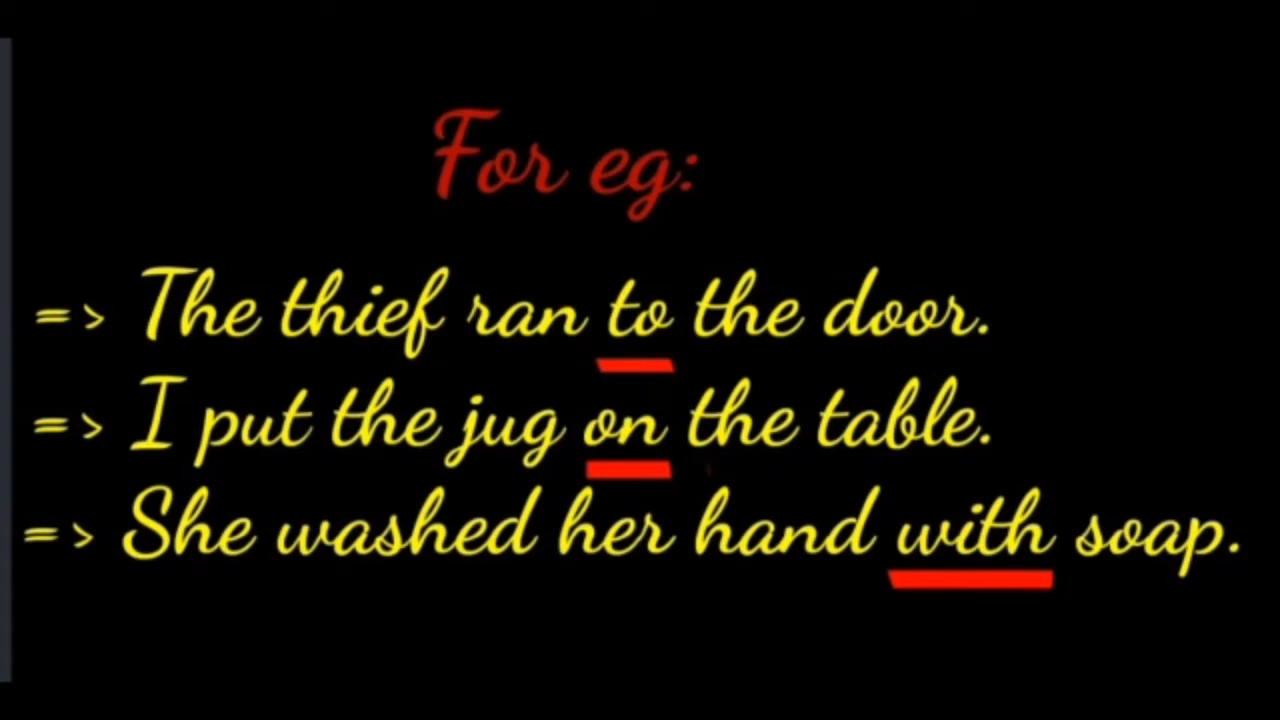 For eg:
=> The thief ran to the door.
=> I put the jug on the table.
=> She washed her hand with soap.